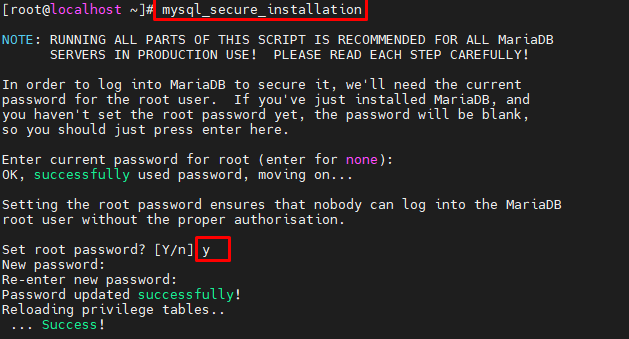 [root@localhost ~]# mysql_secure_installation
NOTE: RUNNING ALL PARTS OF THIS SCRIPT IS RECOMMENDED FOR ALL MariaDB
SERVERS IN PRODUCTION USE!  PLEASE READ EACH STEP CAREFULLY!
In order to log into MariaDB to secure it, we'll need the current
password for the root user.  If you've just installed MariaDB, and
you haven't set the root password yet, the password will be blank,
so you should just press enter here.
Enter current password for root (enter for none):
OK, successfully used password, moving on...
Setting the root password ensures that nobody can log into the MariaDB
root user without the proper authorisation.
Set root password? [Y/n] y
New password:
Re-enter new password:
Password updated successfully!
Reloading privilege tables..
... Success!